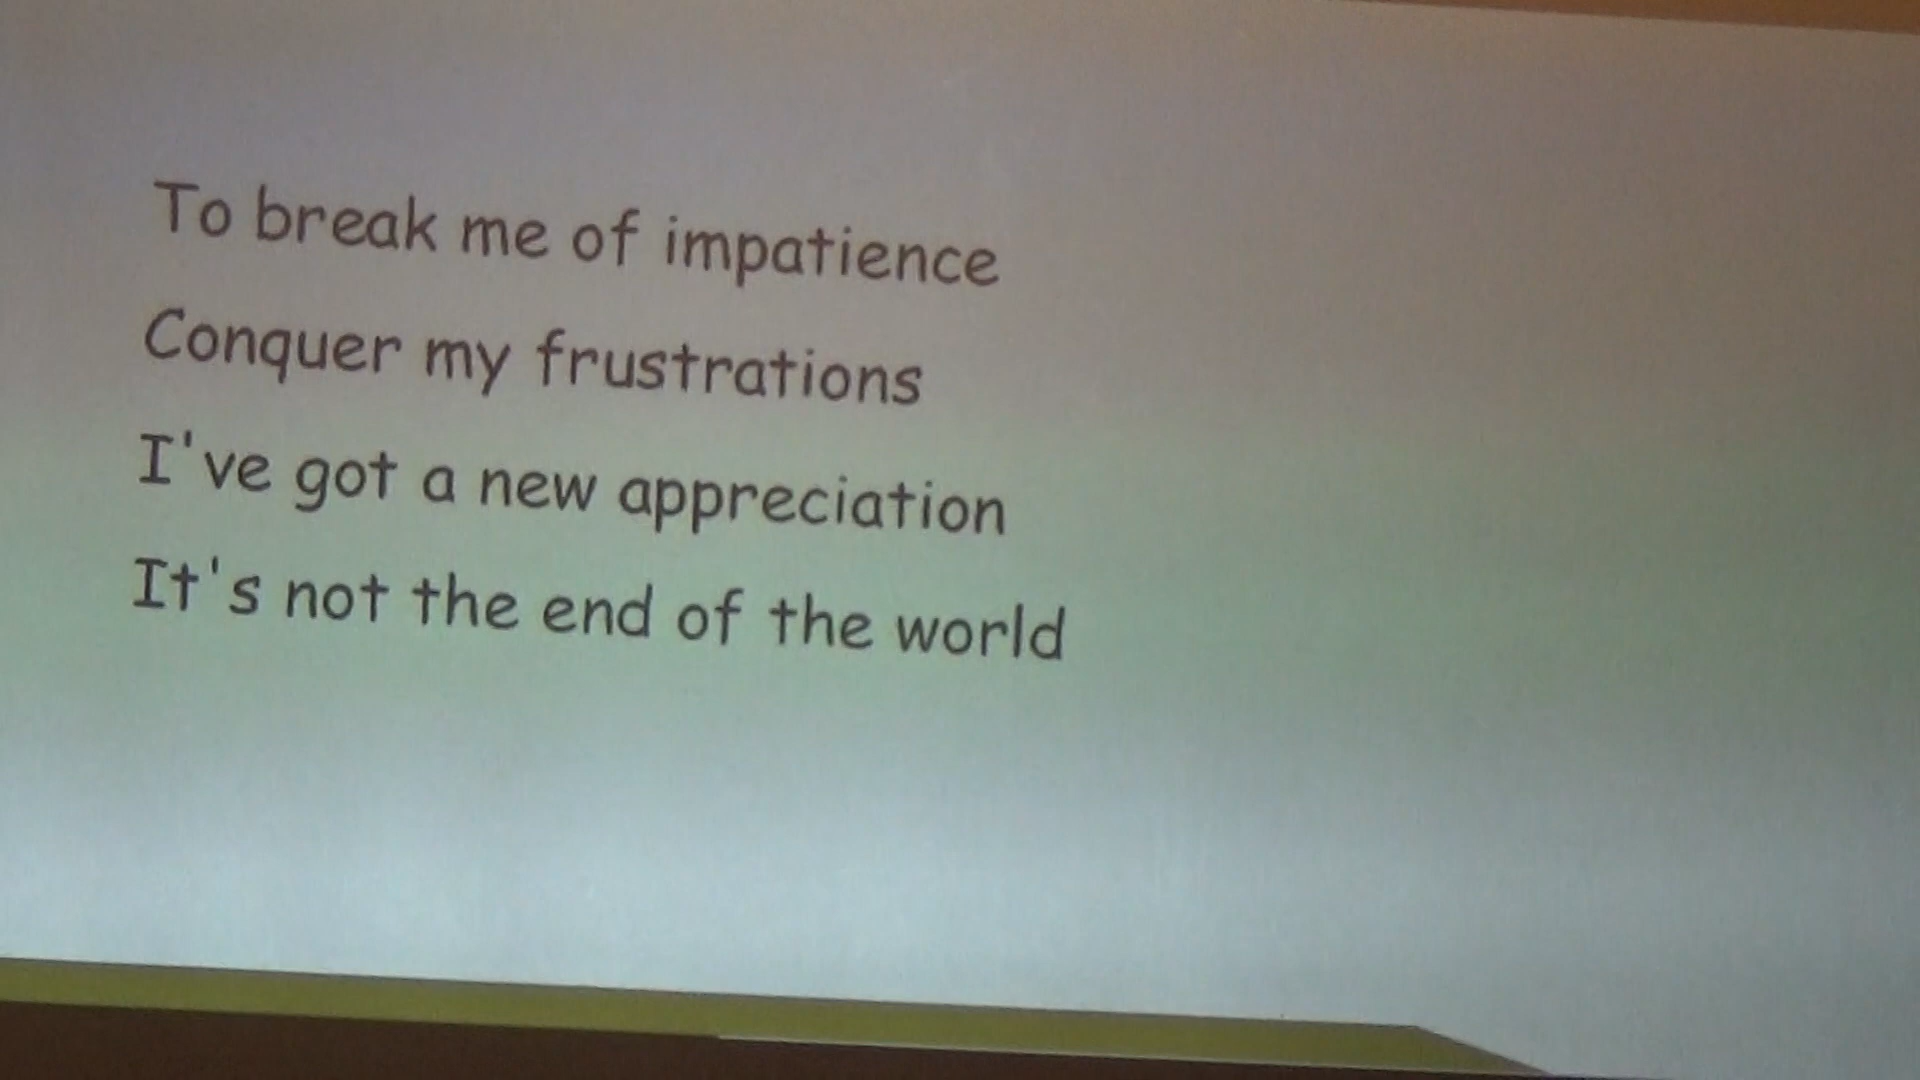 To break me of impatience
Conquer my frustrations
I've got a new appreciation
It's not the end of the world